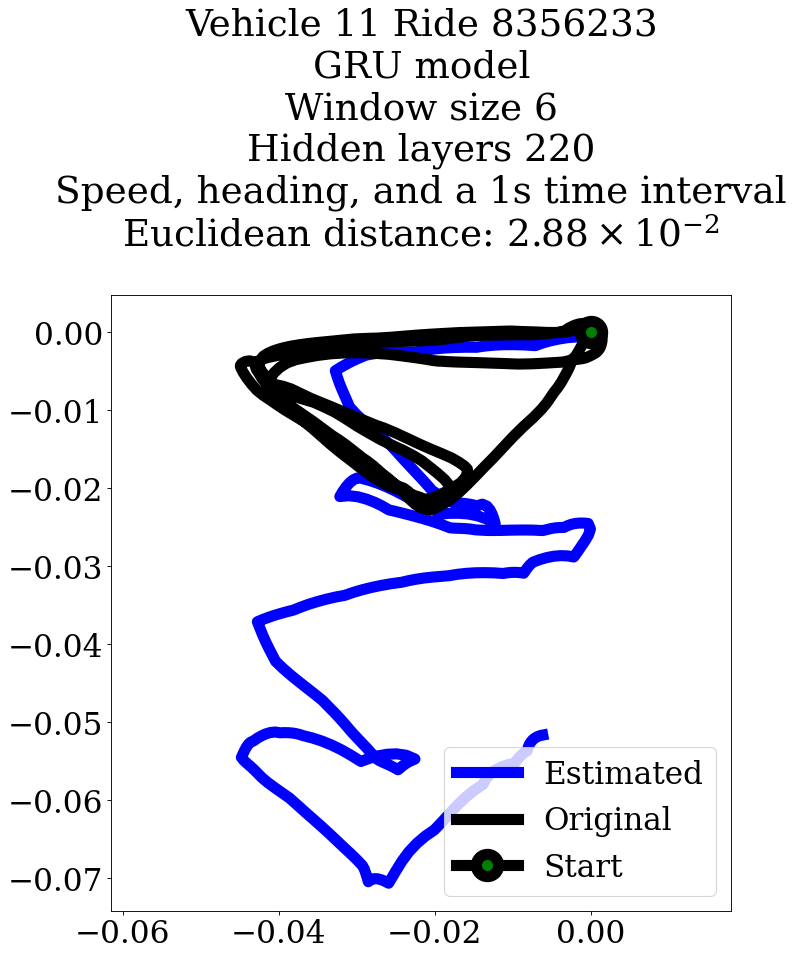 Vehicle 11 Ride 8356233
GRU model
Window size 6
Hidden layers 220
Speed, heading, and a 1s time interval
Euclidean distance: 2.88 × 10⁻²
0.00
−0.01
−0.02
−0.03
−0.04
−0.05
−0.06
−0.07
Estimated
Original
Start
−0.06 −0.04 −0.02 0.00